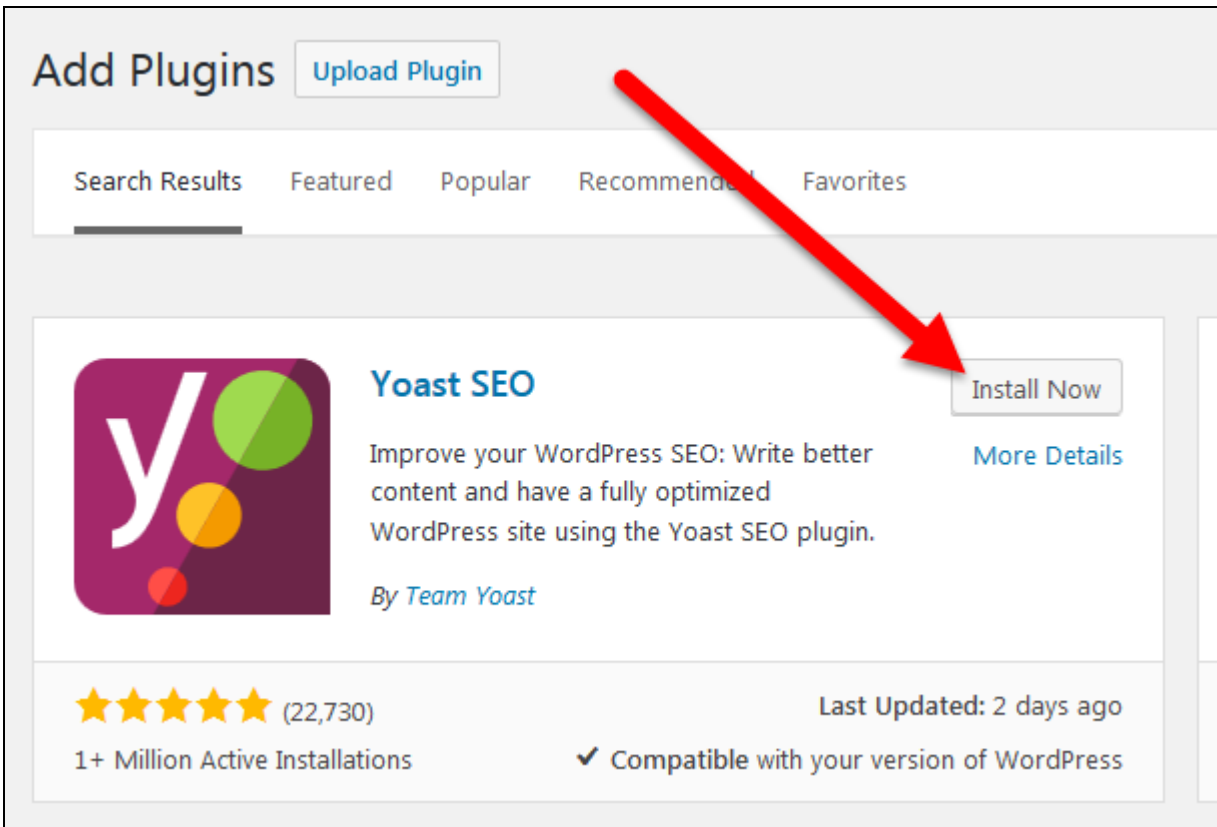 Add Plugins Upload Plugin
Search Results Featured Popular Recommended Favorites
y
Yoast SEO
Install Now
Improve your WordPress SEO: Write better
content and have a fully optimized
WordPress site using the Yoast SEO plugin.
More Details
By Team Yoast
(22,730)
Last Updated: 2 days ago
1+ Million Active Installations
Compatible with your version of WordPress